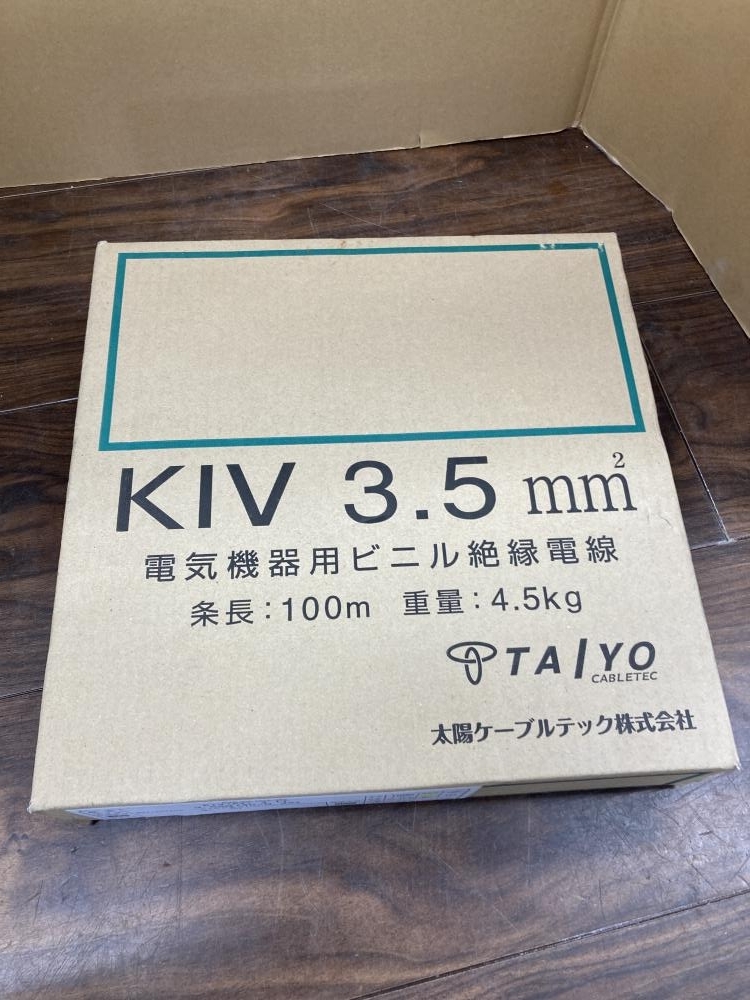 KIV 3.5 mm²
電気機器用ビニル絶縁電線
条長:100m 重量:4.5kg
TAIYO
CABLETEC
太陽ケーブルテック株式会社